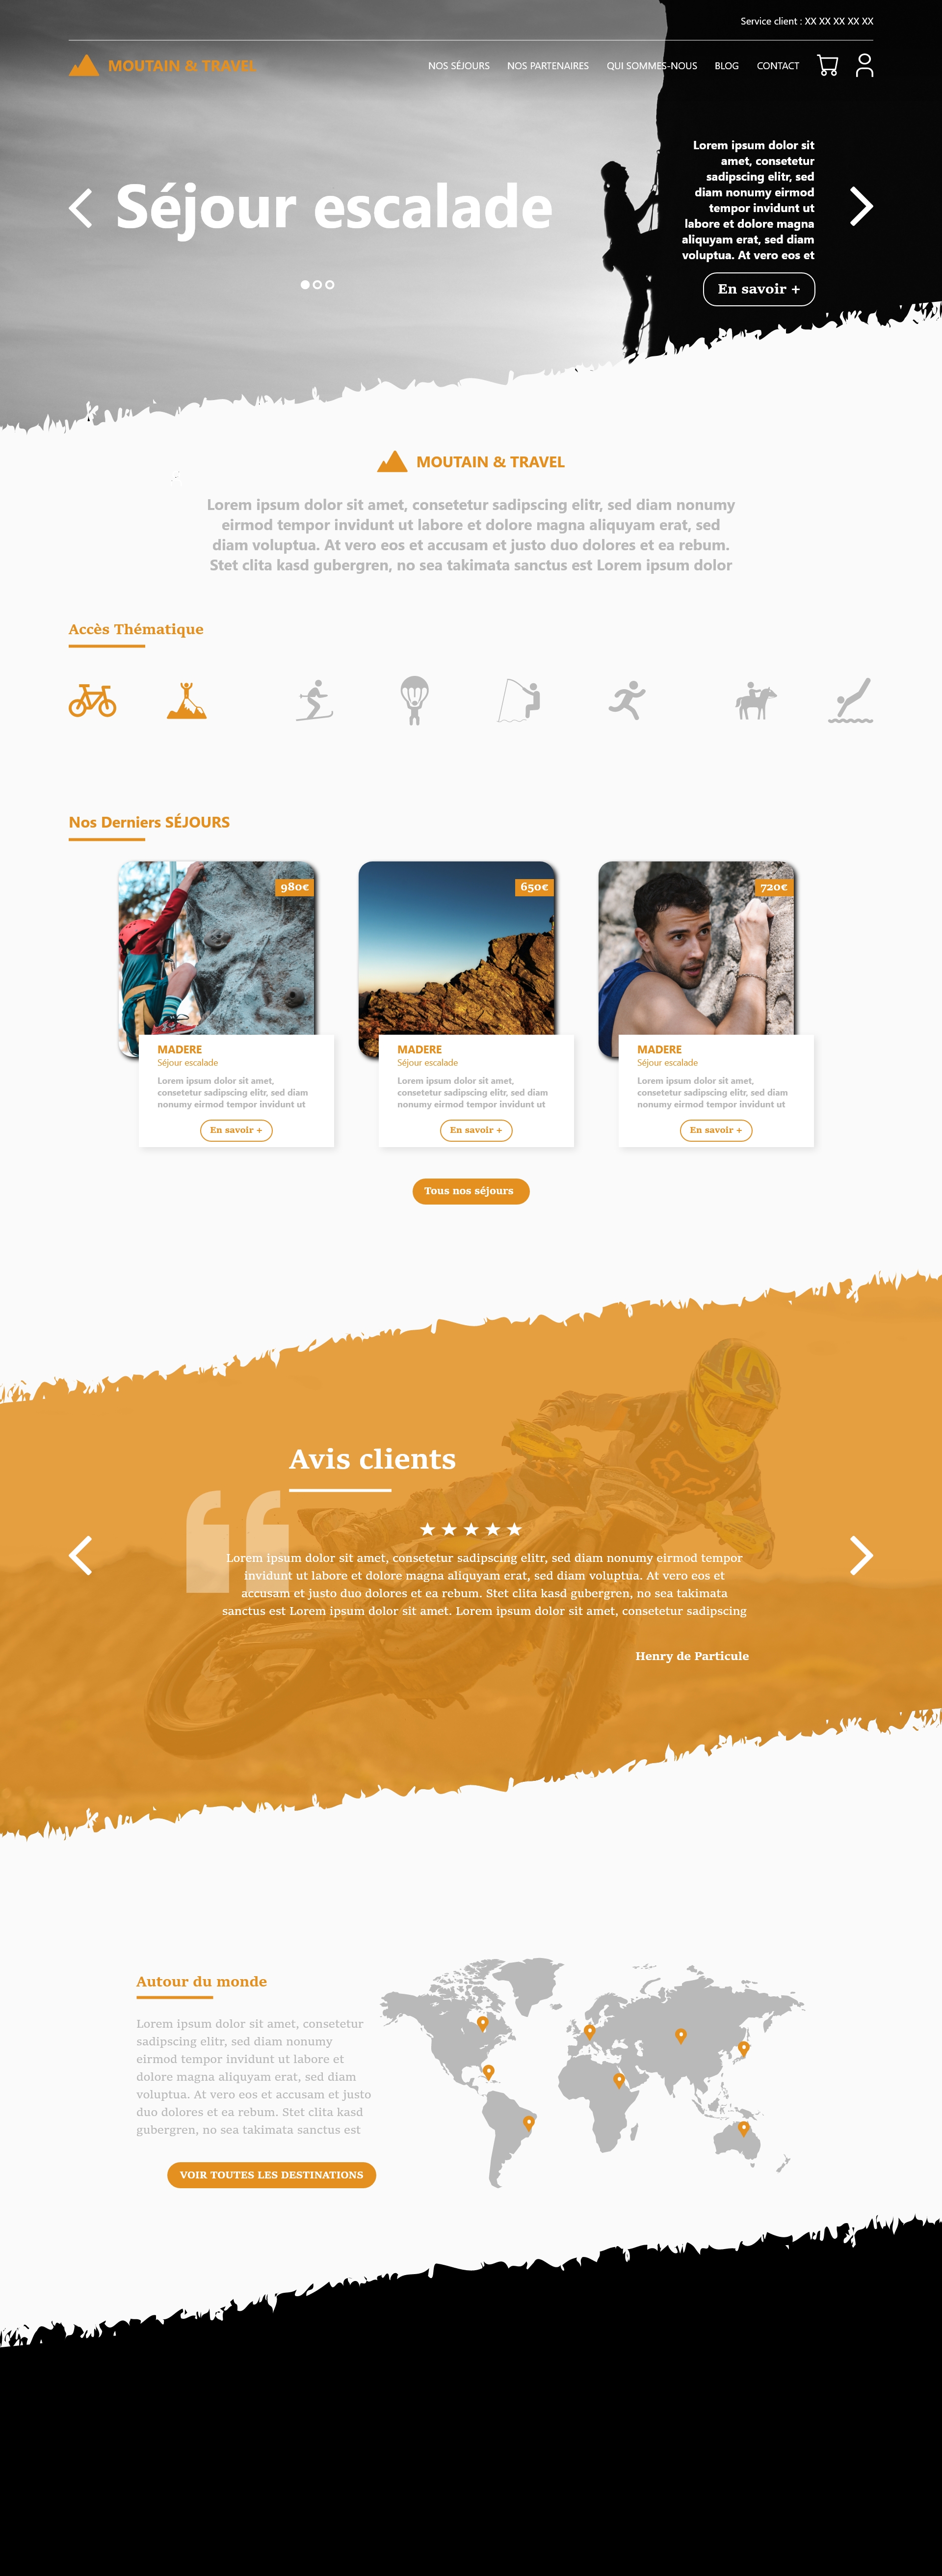 Service client : XX XX XX XX XX
MOUTAIN & TRAVEL
NOS SÉJOURS
NOS PARTENAIRES
QUI SOMMES-NOUS
BLOG
CONTACT
Séjour escalade
Lorem ipsum dolor sit
amet, consetetur
sadipscing elitr, sed
diam nonumy eirmod
tempor invidunt ut
labore et dolore magna
aliquyam erat, sed diam
voluptua. At vero eos et
En savoir +
MOUTAIN & TRAVEL
Lorem ipsum dolor sit amet, consetetur sadipscing elitr, sed diam nonumy
eirmod tempor invidunt ut labore et dolore magna aliquyam erat, sed
diam voluptua. At vero eos et accusam et justo duo dolores et ea rebum.
Stet clita kasd gubergren, no sea takimata sanctus est Lorem ipsum dolor
Accès Thématique
Nos Derniers SÉJOURS
980€
MADERE
Séjour escalade
Lorem ipsum dolor sit amet,
consetetur sadipscing elitr, sed diam
nonumy eirmod tempor invidunt ut
En savoir +
650€
MADERE
Séjour escalade
Lorem ipsum dolor sit amet,
consetetur sadipscing elitr, sed diam
nonumy eirmod tempor invidunt ut
En savoir +
720€
MADERE
Séjour escalade
Lorem ipsum dolor sit amet,
consetetur sadipscing elitr, sed diam
nonumy eirmod tempor invidunt ut
En savoir +
Tous nos séjours
Avis clients
Lorem ipsum dolor sit amet, consetetur sadipscing elitr, sed diam nonumy eirmod tempor
invidunt ut labore et dolore magna aliquyam erat, sed diam voluptua. At vero eos et
accusam et justo duo dolores et ea rebum. Stet clita kasd gubergren, no sea takimata
sanctus est Lorem ipsum dolor sit amet. Lorem ipsum dolor sit amet, consetetur sadipscing
Henry de Particule
Autour du monde
Lorem ipsum dolor sit amet, consetetur
sadipscing elitr, sed diam nonumy
eirmod tempor invidunt ut labore et
dolore magna aliquyam erat, sed diam
voluptua. At vero eos et accusam et justo
duo dolores et ea rebum. Stet clita kasd
gubergren, no sea takimata sanctus est
VOIR TOUTES LES DESTINATIONS